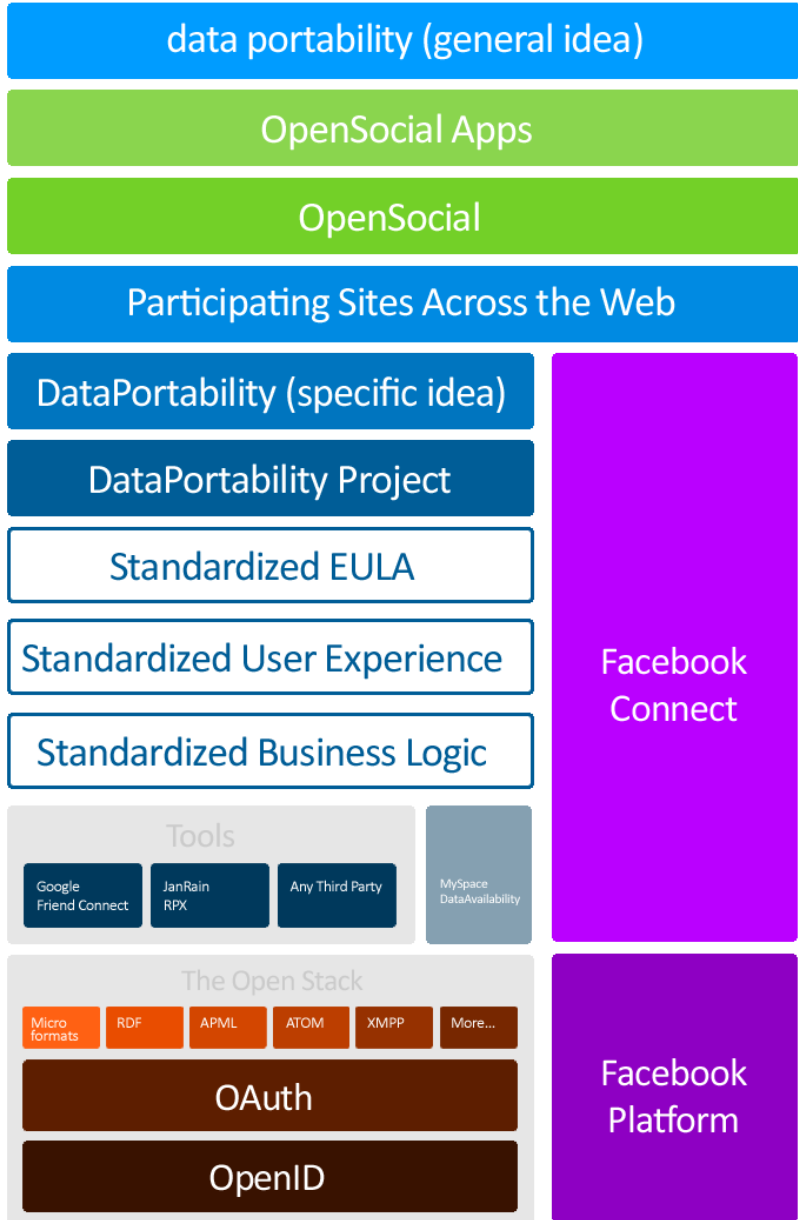 data portability (general idea)
OpenSocial Apps
OpenSocial
Participating Sites Across the Web
DataPortability (specific idea)
DataPortability Project
Standardized EULA
Standardized User Experience
Standardized Business Logic
Facebook
Connect
Tools
Google
Friend Connect
JanRain
RPX
Any Third Party
MySpace
DataAvailability
The Open Stack
Micro
formats
RDF
APML
ATOM
XMPP
More...
OAuth
OpenID
Facebook
Platform